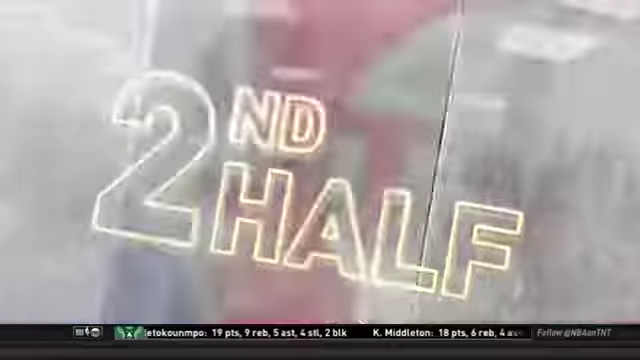 2ND
HALF
etokounmpo: 19 pts, 9 reb, 5 ast, 4 stl, 2 blk K. Middleton: 18 pts, 6 reb, 4 Follow @NBAonTNT